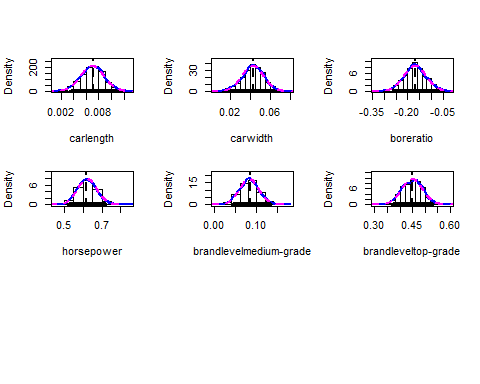 Density
200
0
0.002 0.008
carlength
Density
30
0
0.02 0.06
carwidth
Density
6
0
-0.35 -0.20 -0.05
boreratio
Density
6
0
0.5 0.7
horsepower
Density
15
0
0.00 0.10
brandlevelmedium-grade
Density
6
0
0.30 0.45 0.60
brandleveltop-grade